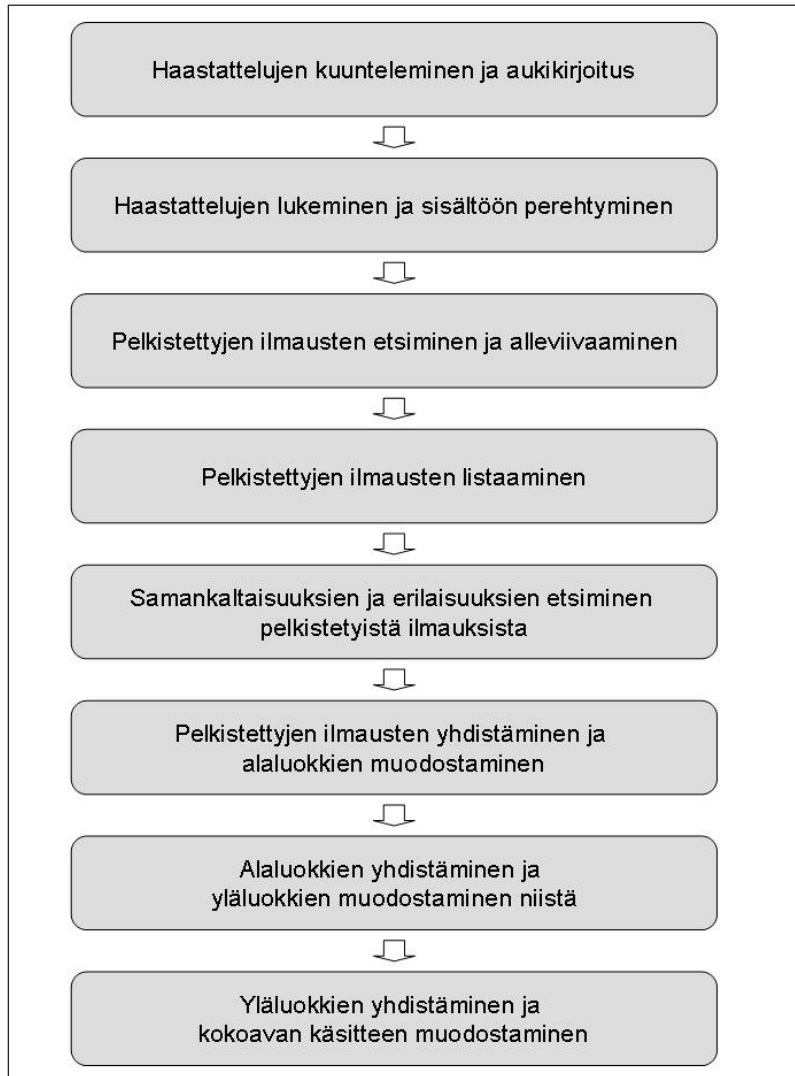 Haastattelujen kuunteleminen ja aukikirjoitus
Haastattelujen lukeminen ja sisältöön perehtyminen
Pelkistettyjen ilmausten etsiminen ja alleviivaaminen
Pelkistettyjen ilmausten listaaminen
Samankaltaisuuksien ja erilaisuuksien etsiminen
pelkistetyistä ilmauksista
Pelkistettyjen ilmausten yhdistäminen ja
alaluokkien muodostaminen
Alaluokkien yhdistäminen ja
yläluokkien muodostaminen niistä
Yläluokkien yhdistäminen ja
kokoavan käsitteen muodostaminen